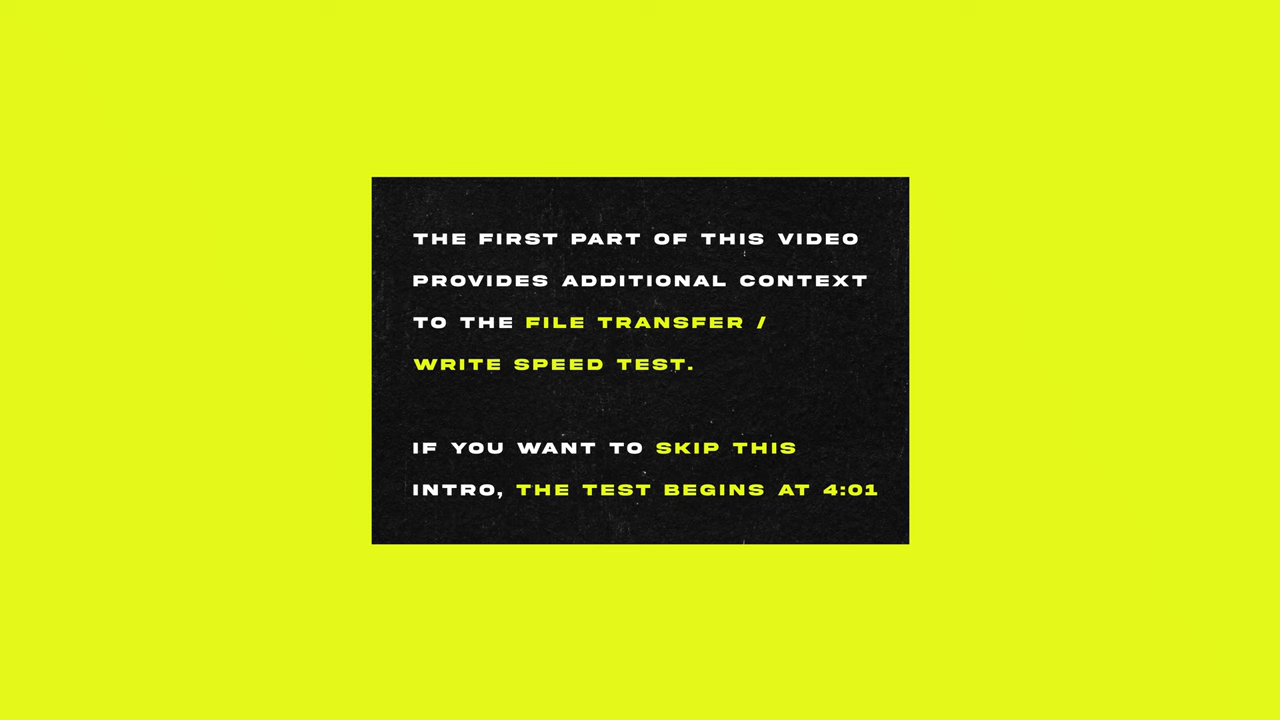 THE FIRST PART OF THIS VIDEO
PROVIDES ADDITIONAL CONTEXT
TO THE FILE TRANSFER /
WRITE SPEED TEST.
IF YOU WANT TO SKIP THIS
INTRO, THE TEST BEGINS AT 4:01